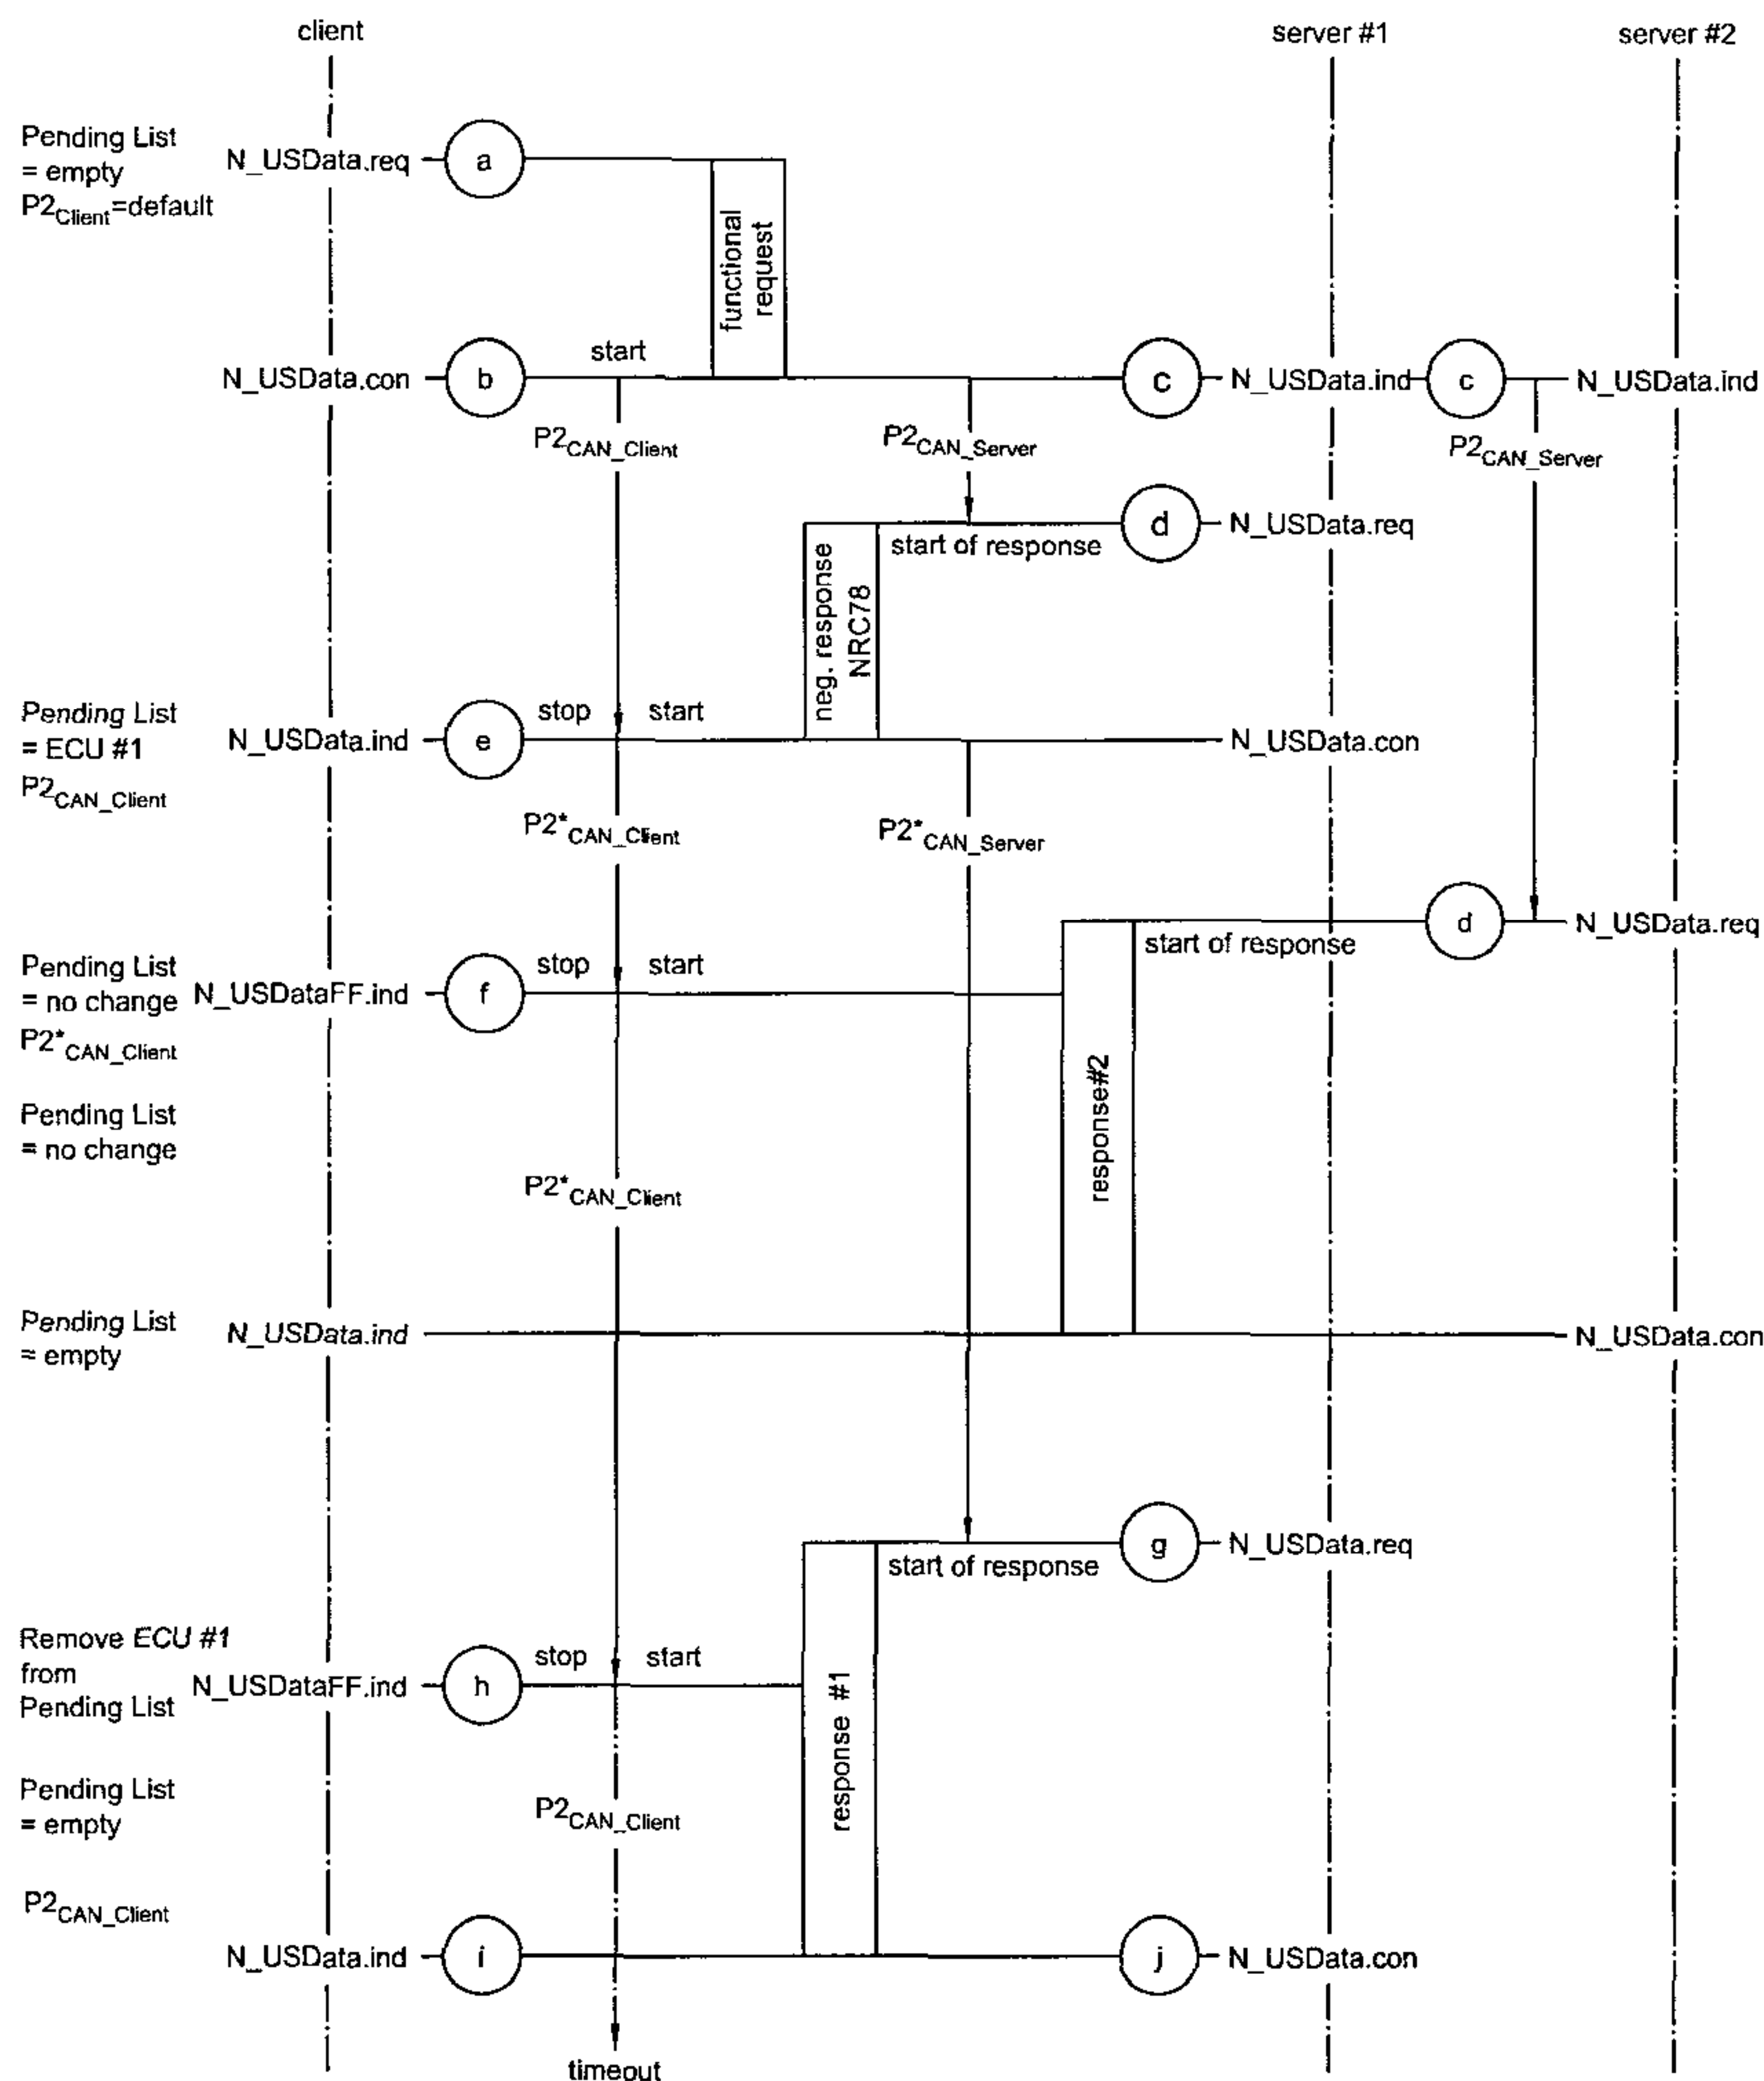 client
server #1
server #2
Pending List
= empty
P2Client=default
N_USData.req
a
functional
request
start
N_USData.con
b
c
N_USData.ind
c
N_USData.ind
P2CAN_Client
P2CAN_Server
P2CAN_Server
d
N_USData.req
start of response
neg. response
NRC78
Pending List
= ECU #1
P2CAN_Client
N_USData.ind
e
stop
start
N_USData.con
P2*CAN_Client
P2*CAN_Server
d
N_USData.req
start of response
Pending List
= no change
P2*CAN_Client
N_USDataFF.ind
f
stop
start
response#2
Pending List
= no change
P2*CAN_Client
Pending List
= empty
N_USData.ind
N_USData.con
g
N_USData.req
start of response
Remove ECU #1
from
Pending List
N_USDataFF.ind
h
stop
start
response #1
Pending List
= empty
P2CAN_Client
P2CAN_Client
N_USData.ind
i
j
N_USData.con
timeout